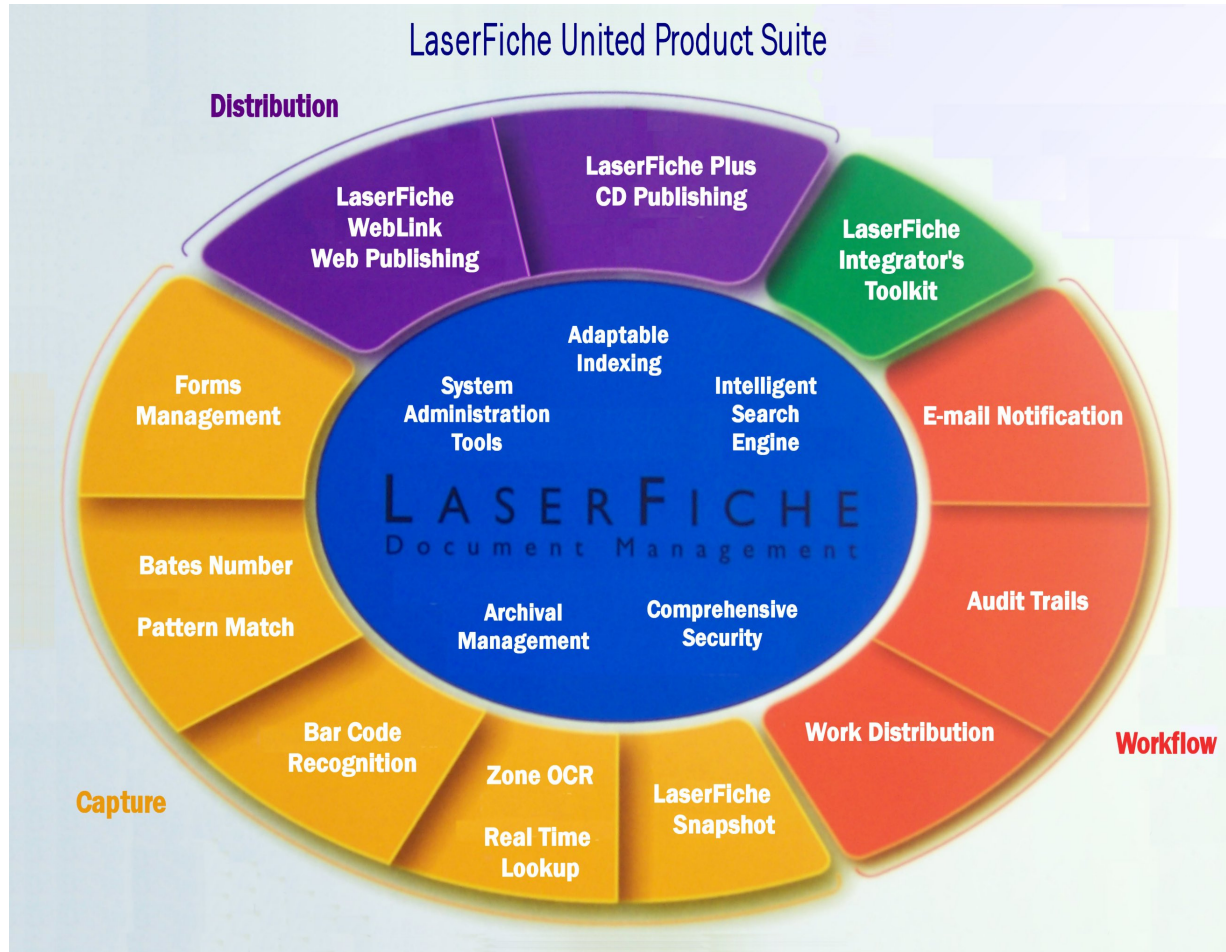 LaserFiche United Product Suite
Distribution
LaserFiche
WebLink
Web Publishing
LaserFiche Plus
CD Publishing
LaserFiche
Integrator's
Toolkit
Forms
Management
Adaptable
Indexing
System
Administration
Tools
Intelligent
Search
Engine
E-mail Notification
LASERFICHE
Document Management
Bates Number
Pattern Match
Archival
Management
Comprehensive
Security
Audit Trails
Bar Code
Recognition
Zone OCR
Real Time
Lookup
LaserFiche
Snapshot
Work Distribution
Workflow
Capture